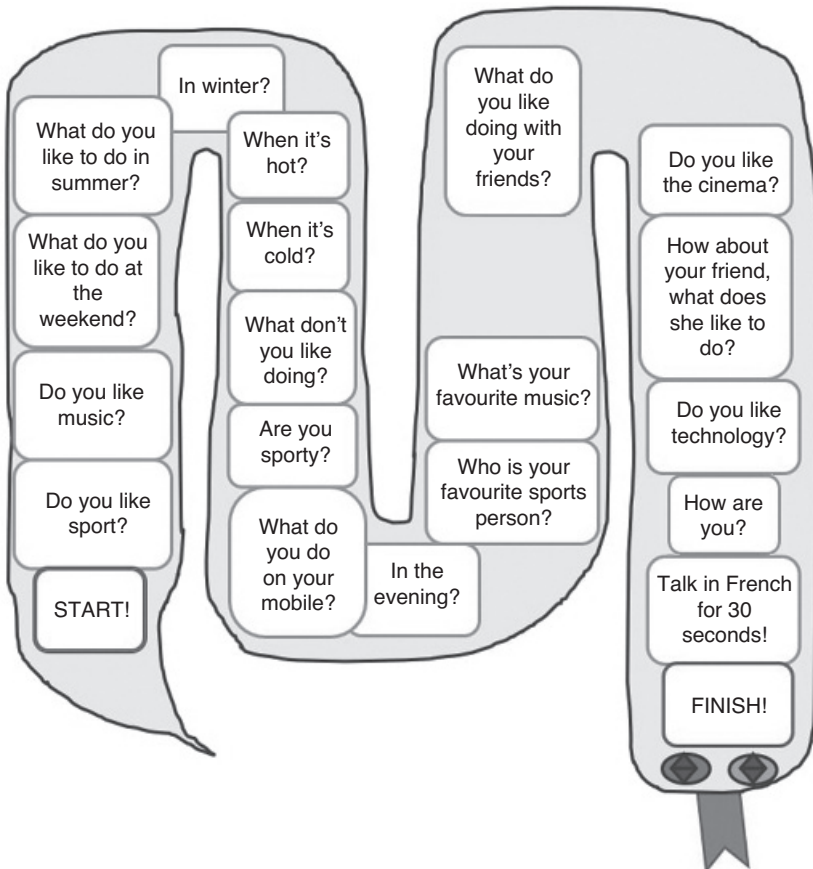 START!
Do you like
sport?
Do you like
music?
What do you
like to do at
the
weekend?
What do you
like to do in
summer?
In winter?
When it's
hot?
When it's
cold?
What don't
you like
doing?
Are you
sporty?
What do
you do
on your
mobile?
In the
evening?
Who is your
favourite sports
person?
What's your
favourite music?
What do
you like
doing with
your
friends?
Do you like
the cinema?
How about
your friend,
what does
she like to
do?
Do you like
technology?
How are
you?
Talk in French
for 30
seconds!
FINISH!